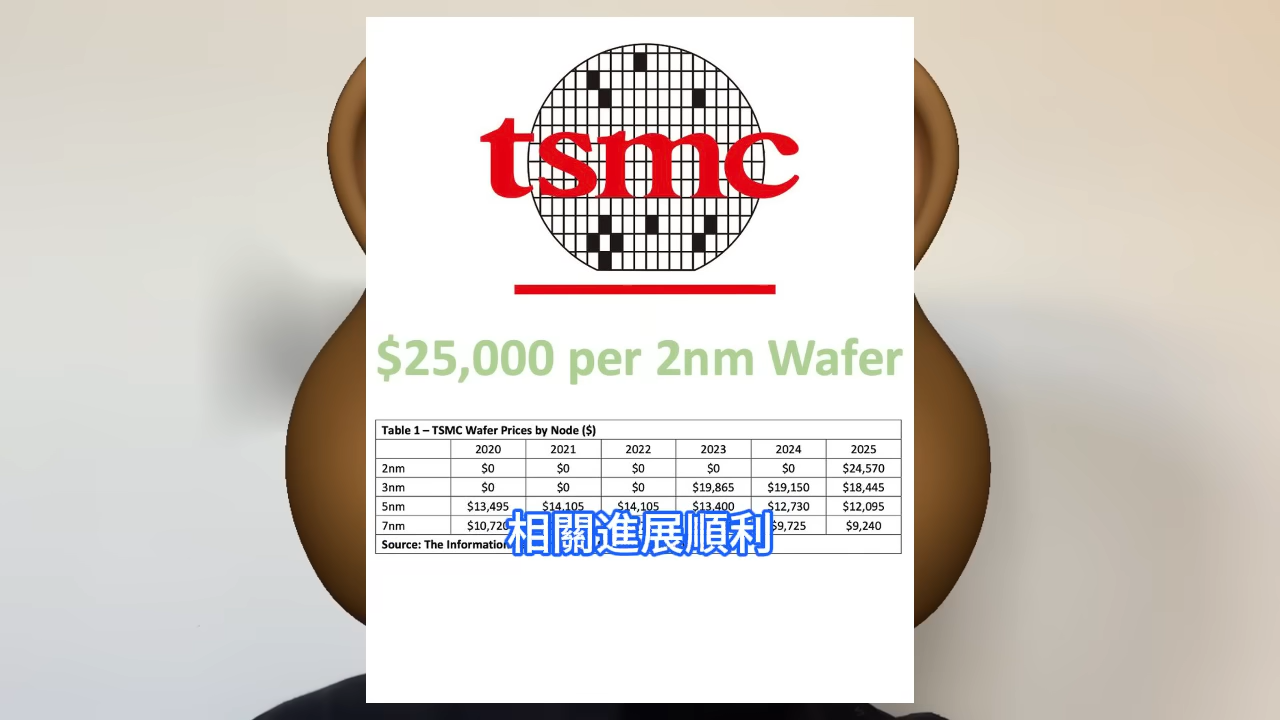 tsmc
$25,000 per 2nm Wafer
Table 1 – TSMC Wafer Prices by Node ($)
2020 2021 2022 2023 2024 2025
2nm $0 $0 $0 $0 $0 $24,570
3nm $0 $0 $0 $19,865 $19,150 $18,445
5nm $13,495 $14,105 $14,105 $13,400 $12,730 $12,095
7nm $10,720 $9,725 $9,240
相關進展順利
Source: The Information